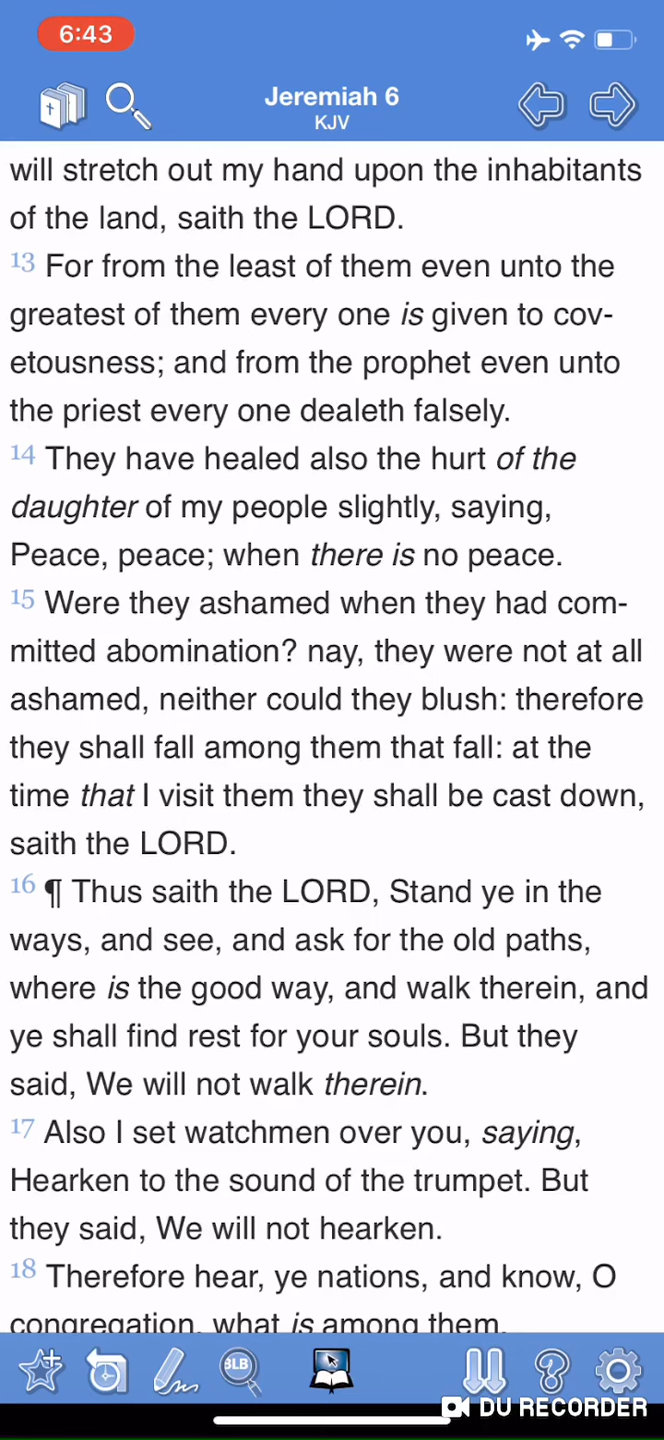 6:43
Jeremiah 6
KJV
will stretch out my hand upon the inhabitants
of the land, saith the LORD.
13 For from the least of them even unto the
greatest of them every one is given to cov-
etousness; and from the prophet even unto
the priest every one dealeth falsely.
14 They have healed also the hurt of the
daughter of my people slightly, saying,
Peace, peace; when there is no peace.
15 Were they ashamed when they had com-
mitted abomination? nay, they were not at all
ashamed, neither could they blush: therefore
they shall fall among them that fall: at the
time that I visit them they shall be cast down,
saith the LORD.
16 ¶ Thus saith the LORD, Stand ye in the
ways, and see, and ask for the old paths,
where is the good way, and walk therein, and
ye shall find rest for your souls. But they
said, We will not walk therein.
17 Also I set watchmen over you, saying,
Hearken to the sound of the trumpet. But
they said, We will not hearken.
18 Therefore hear, ye nations, and know, O
congregation, what is among them.
BLB
DU RECORDER